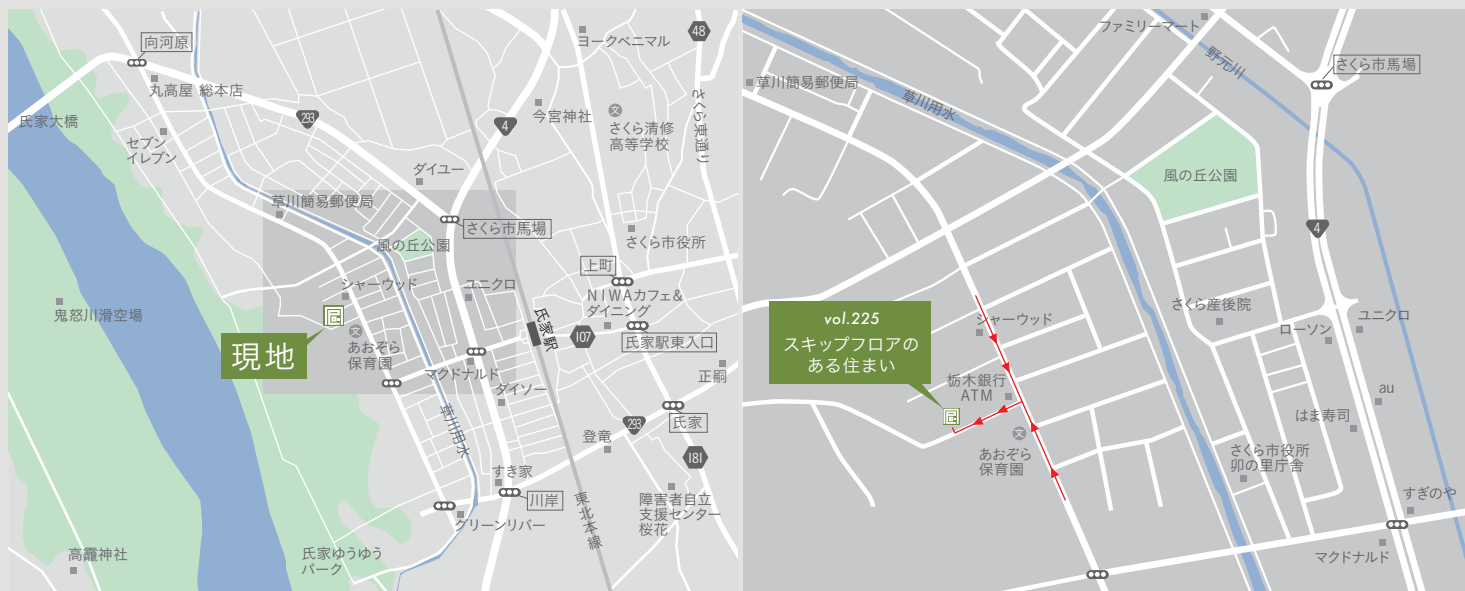 向河原
丸高屋 総本店
氏家大橋
セブン
イレブン
293
4
ヨークベニマル
48
今宮神社
文
さくら清修
高等学校
さくら東通り
ダイユー
草川簡易郵便局
さくら市馬場
風の丘公園
さくら市役所
上町
シャーウッド
ユニクロ
NIWAカフェ&
ダイニング
鬼怒川滑空場
現地
文
あおぞら
保育園
氏家駅
107
氏家駅東入口
マクドナルド
ダイソー
正嗣
草川用水
293
氏家
登竜
181
すき家
川岸
東北本線
障害者自立
支援センター
桜花
グリーンリバー
高龗神社
氏家ゆうゆう
パーク
ファミリーマート
野元川
さくら市馬場
草川簡易郵便局
草川用水
風の丘公園
4
さくら産後院
ローソン
ユニクロ
vol.225
スキップフロアの
ある住まい
シャーウッド
栃木銀行
ATM
au
はま寿司
文
あおぞら
保育園
さくら市役所
卯の里庁舎
すぎのや
マクドナルド